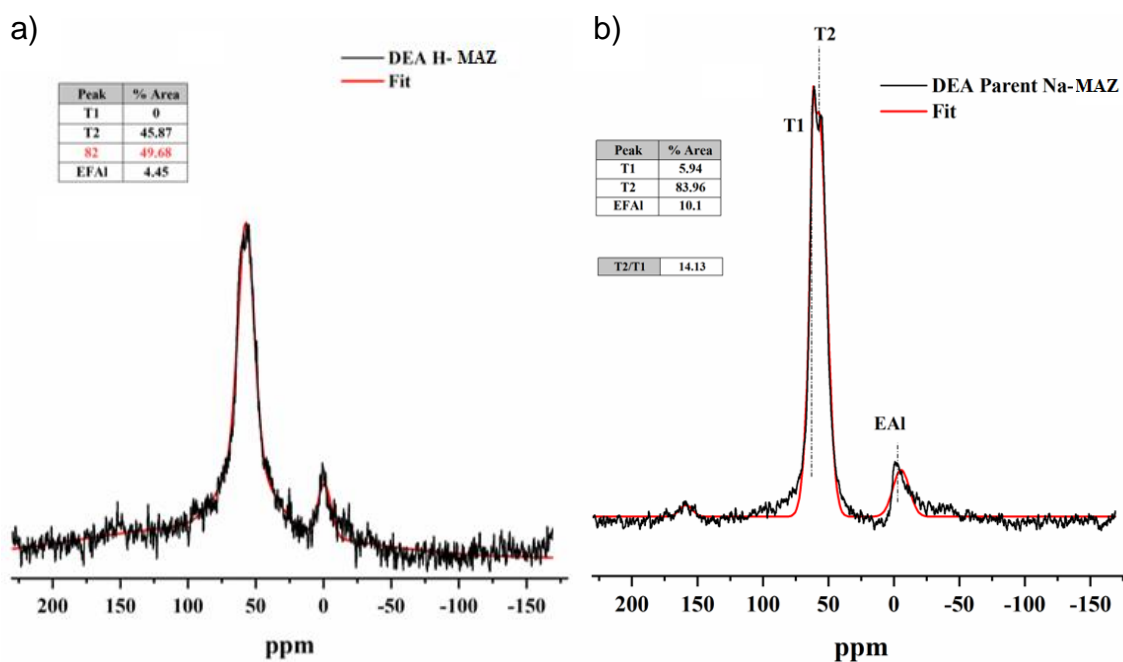 a)
DEA H- MAZ
Fit
Peak % Area
T1 0
T2 45.87
82 49.68
EFAl 4.45
200 150 100 50 0 -50 -100 -150
ppm
b)
T2
DEA Parent Na-MAZ
Fit
T1
Peak % Area
T1 5.94
T2 83.96
EFAl 10.1
T2/T1 14.13
EAl
200 150 100 50 0 -50 -100 -150
ppm